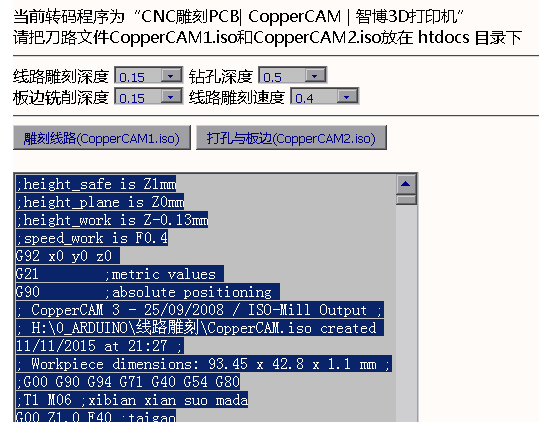 当前转码程序为“CNC雕刻PCB| CopperCAM | 智博3D打印机”
请把刀路文件CopperCAM1.iso和CopperCAM2.iso放在 htdocs 目录下
线路雕刻深度 0.15 钻孔深度 0.5
板边铣削深度 0.15 线路雕刻速度 0.4
雕刻线路(CopperCAM1.iso) 打孔与板边(CopperCAM2.iso)
;height_safe is Z1mm
;height_plane is Z0mm
;height_work is Z-0.13mm
;speed_work is F0.4
G92 x0 y0 z0
G21 ;metric values
G90 ;absolute positioning
; CopperCAM 3 - 25/09/2008 / ISO-Mill Output ;
; H:\0_ARDUINO\线路雕刻\CopperCAM.iso created
11/11/2015 at 21:27 ;
; Workpiece dimensions: 93.45 x 42.8 x 1.1 mm ;
;G00 G90 G94 G71 G40 G54 G80
;T1 M06 ;xibian xian suo mada
G00 Z1.0 F40 ;taigao